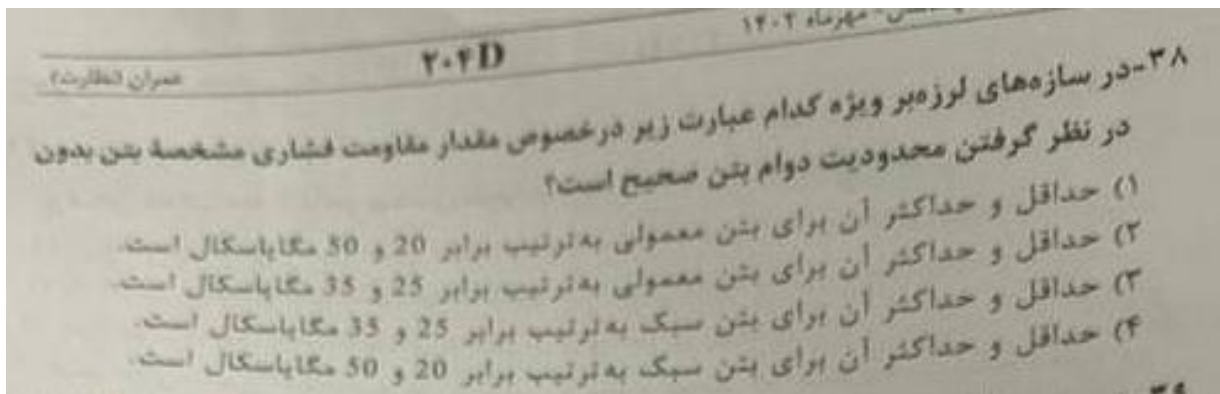 مهرماه ۱۴۰۲
۲۰۴D
عمران (نظارت)
۳۸-در سازه‌های لرزه‌بر ویژه کدام عبارت زیر درخصوص مقدار مقاومت فشاری مشخصهٔ بتن بدون
در نظر گرفتن محدودیت دوام بتن صحیح است؟
۱) حداقل و حداکثر آن برای بتن معمولی به‌ترتیب برابر 20 و 50 مگاپاسکال است.
۲) حداقل و حداکثر آن برای بتن معمولی به‌ترتیب برابر 25 و 35 مگاپاسکال است.
۳) حداقل و حداکثر آن برای بتن سبک به‌ترتیب برابر 25 و 35 مگاپاسکال است.
۴) حداقل و حداکثر آن برای بتن سبک به‌ترتیب برابر 20 و 50 مگاپاسکال است.